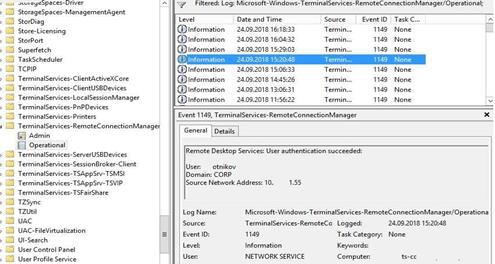 StorageSpaces-Driver
StorageSpaces-ManagementAgent
StorDiag
Store-Licensing
StorPort
Superfetch
TaskScheduler
TCPIP
TerminalServices-ClientActiveXCore
TerminalServices-ClientUSBDevices
TerminalServices-LocalSessionManager
TerminalServices-PnPDevices
TerminalServices-Printers
TerminalServices-RemoteConnectionManager
Admin
Operational
TerminalServices-ServerUSBDevices
TerminalServices-SessionBroker-Client
TerminalServices-TSAppSrv-TSMSI
TerminalServices-TSAppSrv-TSVIP
TerminalServices-TSFairShare
TZSync
TZUtil
UAC
UAC-FileVirtualization
UI-Search
User Control Panel
User Profile Service
Filtered: Log: Microsoft-Windows-TerminalServices-RemoteConnectionManager/Operational;
Level Date and Time Source Event ID Task C...
Information 24.09.2018 16:18:33 Termin... 1149 None
Information 24.09.2018 16:04:32 Termin... 1149 None
Information 24.09.2018 15:29:03 Termin... 1149 None
Information 24.09.2018 15:20:48 Termin... 1149 None
Information 24.09.2018 15:06:33 Termin... 1149 None
Information 24.09.2018 14:45:26 Termin... 1149 None
Information 24.09.2018 13:04:21 Termin... 1149 None
Information 24.09.2018 11:56:22 Termin... 1149 None
Event 1149, TerminalServices-RemoteConnectionManager
General Details
Remote Desktop Services: User authentication succeeded:
User: otnikov
Domain: CORP
Source Network Address: 10. 1.55
Log Name: Microsoft-Windows-TerminalServices-RemoteConnectionManager/Operationa
Source: TerminalServices-RemoteCo Logged: 24.09.2018 15:20:48
Event ID: 1149 Task Category: None
Level: Information Keywords:
User: NETWORK SERVICE Computer: ts-cc